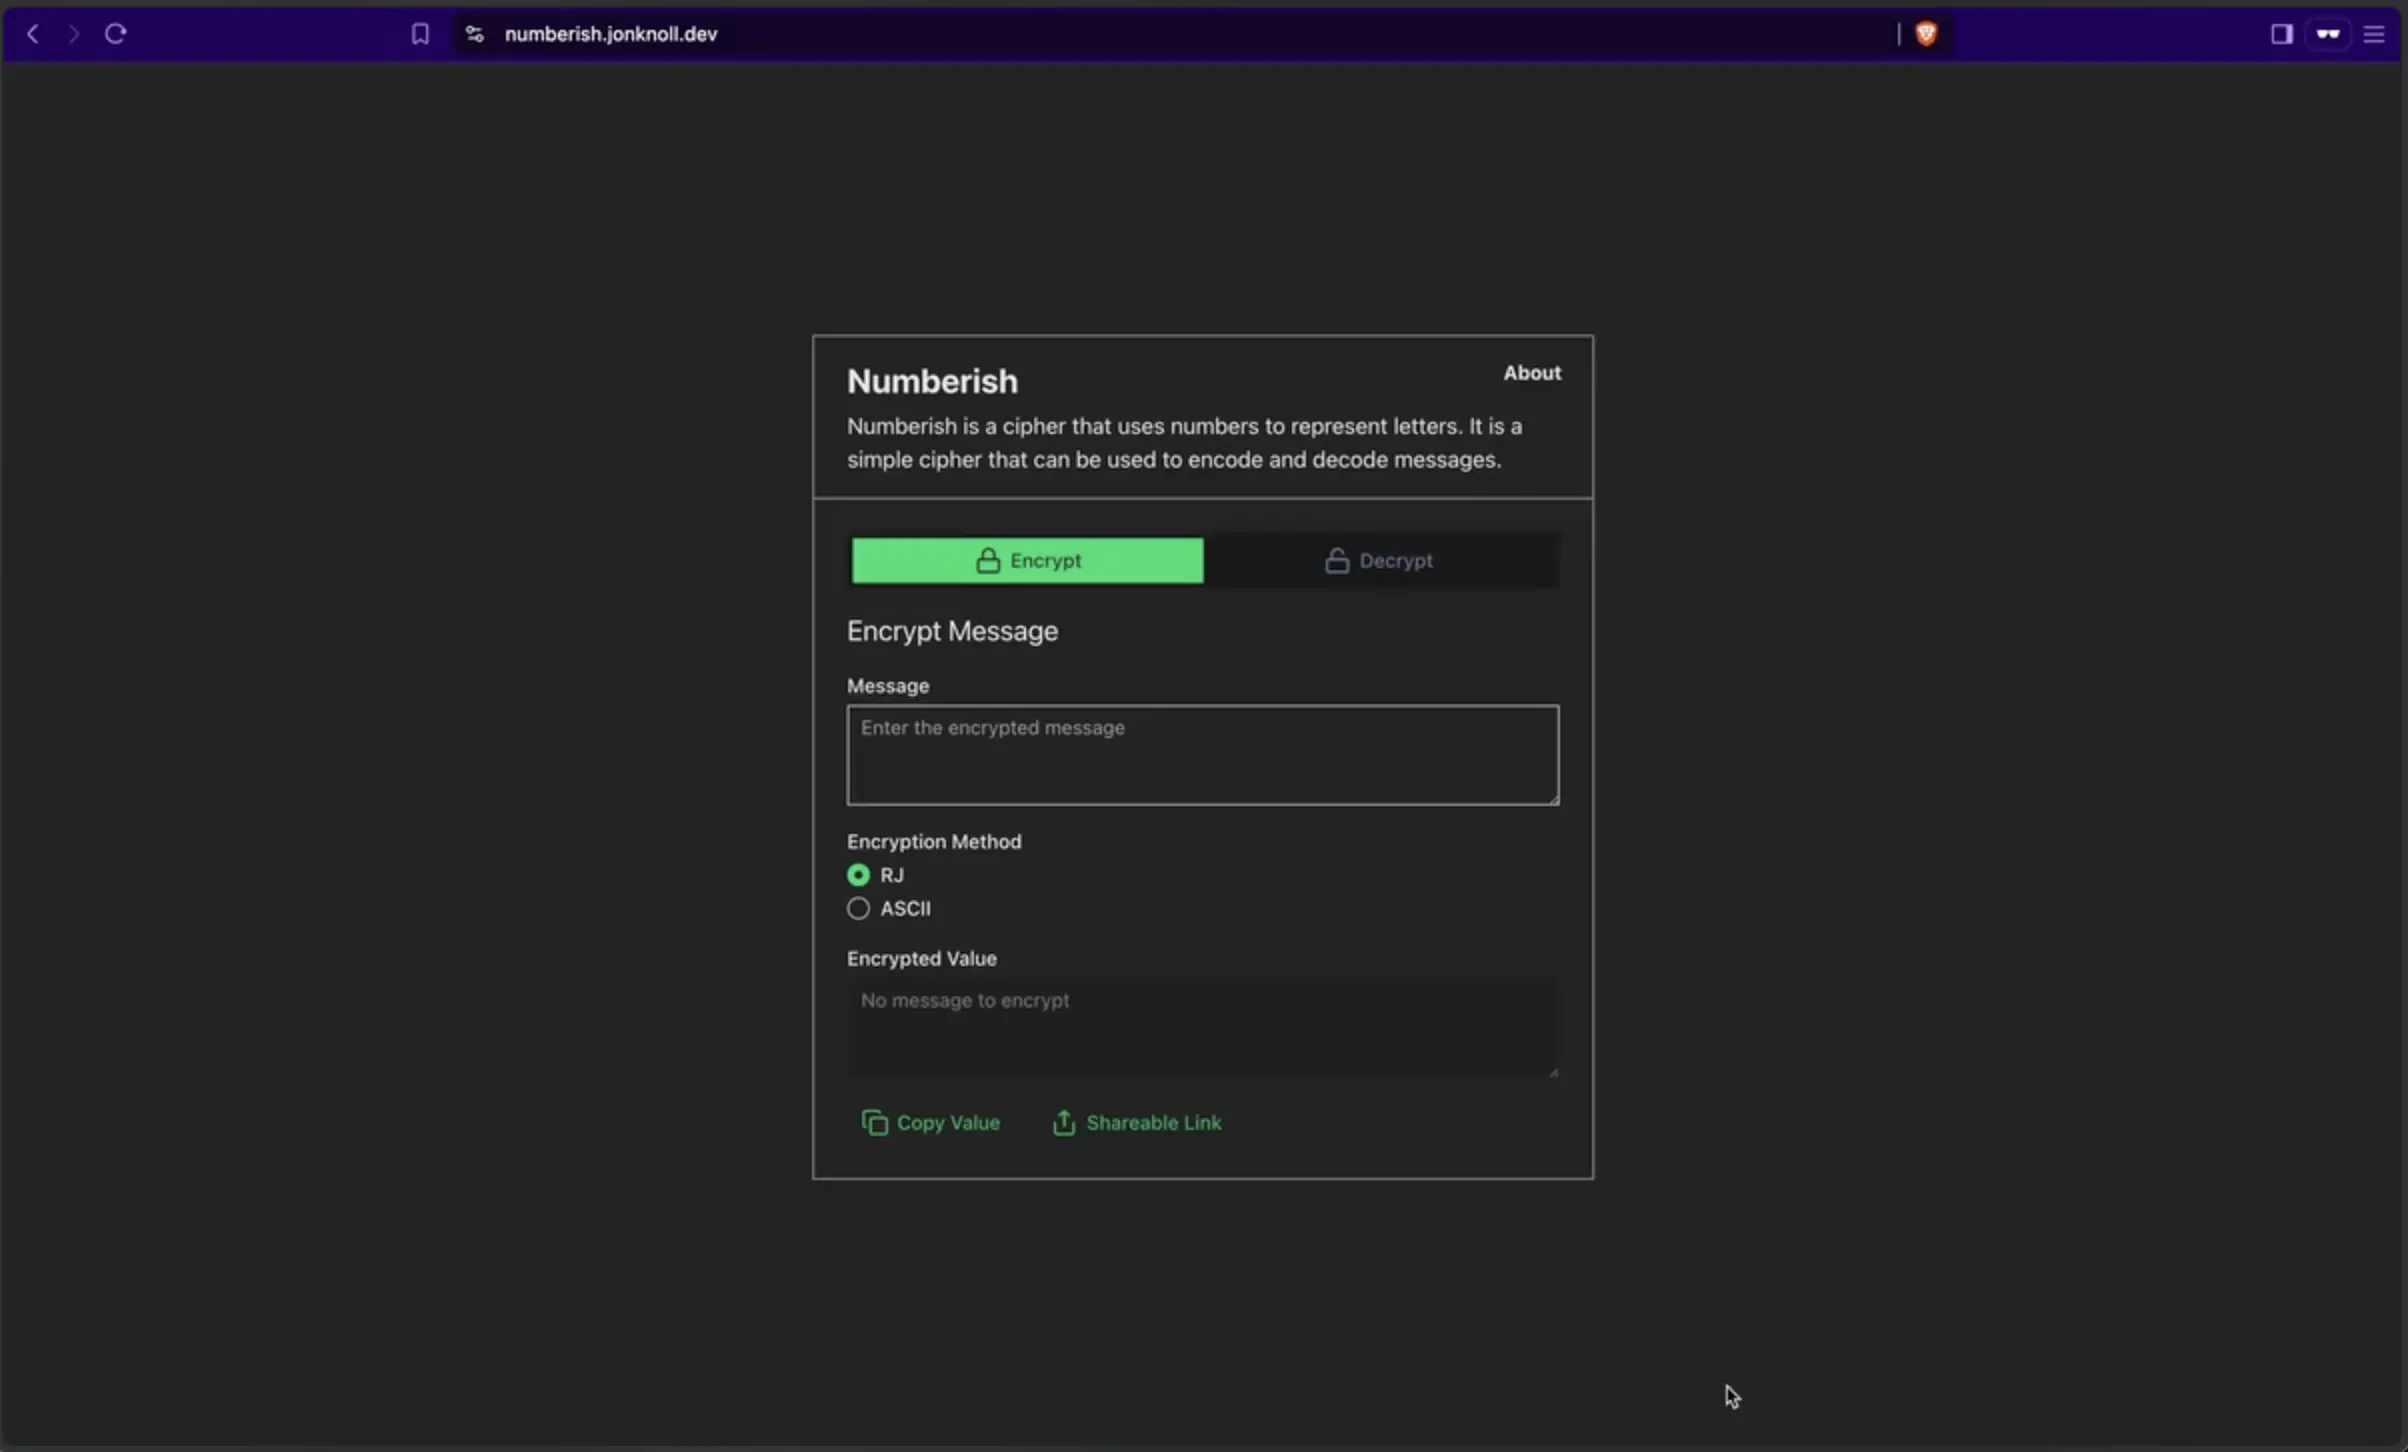 numberish.jonknoll.dev
Numberish
About
Numberish is a cipher that uses numbers to represent letters. It is a
simple cipher that can be used to encode and decode messages.
Encrypt
Decrypt
Encrypt Message
Message
Enter the encrypted message
Encryption Method
RJ
ASCII
Encrypted Value
No message to encrypt
Copy Value
Shareable Link